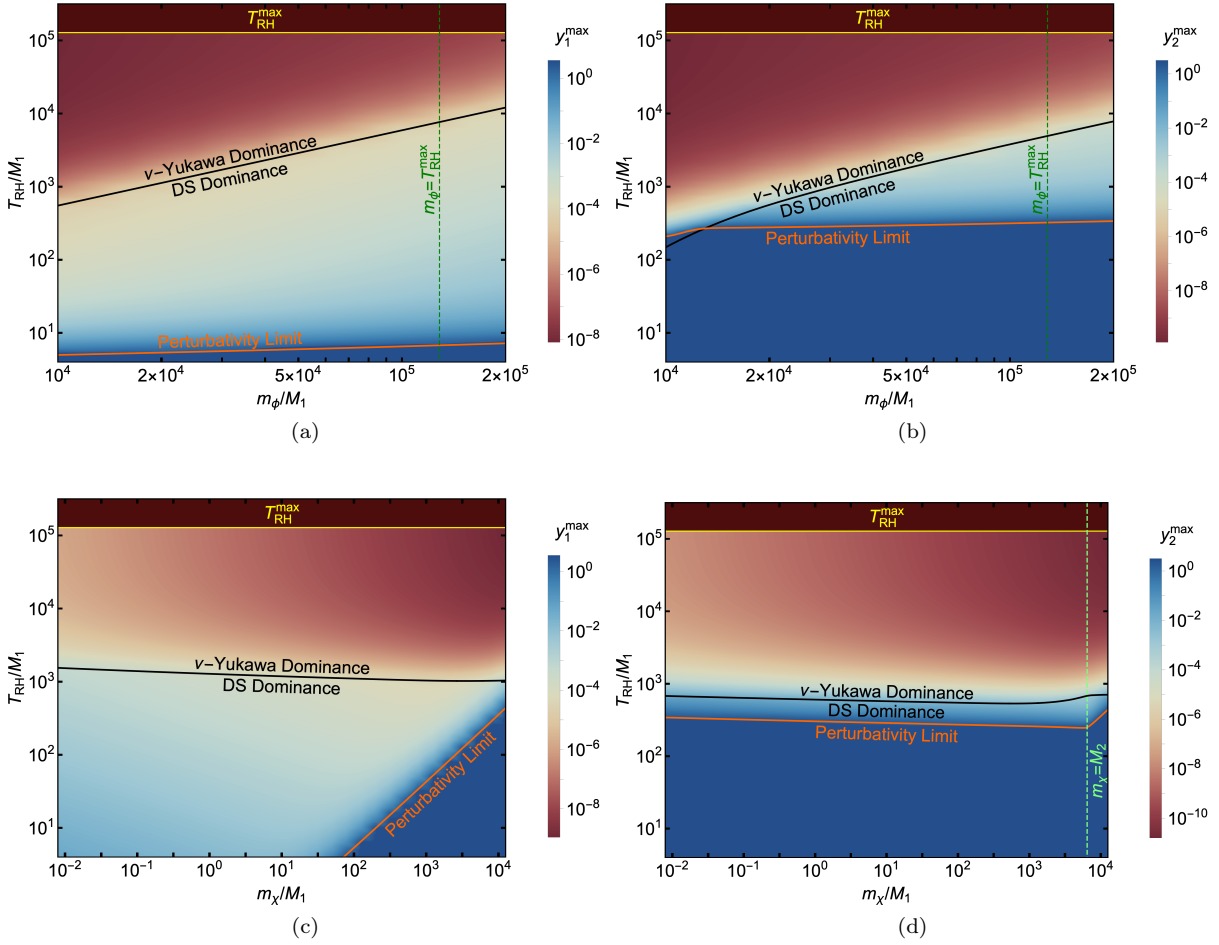 T_RH^max
y_1^max
10^5
10^4
10^3
10^2
10^1
T_RH/M_1
ν−Yukawa Dominance
DS Dominance
m_ϕ=T_RH^max
Perturbativity Limit
10^0
10^−2
10^−4
10^−6
10^−8
10^4
2×10^4
5×10^4
10^5
2×10^5
m_ϕ/M_1
(a)
T_RH^max
y_2^max
10^5
10^4
10^3
10^2
10^1
T_RH/M_1
ν−Yukawa Dominance
DS Dominance
m_ϕ=T_RH^max
Perturbativity Limit
10^0
10^−2
10^−4
10^−6
10^−8
10^4
2×10^4
5×10^4
10^5
2×10^5
m_ϕ/M_1
(b)
T_RH^max
y_1^max
10^5
10^4
10^3
10^2
10^1
T_RH/M_1
ν−Yukawa Dominance
DS Dominance
Perturbativity Limit
10^0
10^−2
10^−4
10^−6
10^−8
10^−2
10^−1
10^0
10^1
10^2
10^3
10^4
m_χ/M_1
(c)
T_RH^max
y_2^max
10^5
10^4
10^3
10^2
10^1
T_RH/M_1
ν−Yukawa Dominance
DS Dominance
Perturbativity Limit
m_χ=M_2
10^0
10^−2
10^−4
10^−6
10^−8
10^−10
10^−2
10^−1
10^0
10^1
10^2
10^3
10^4
m_χ/M_1
(d)